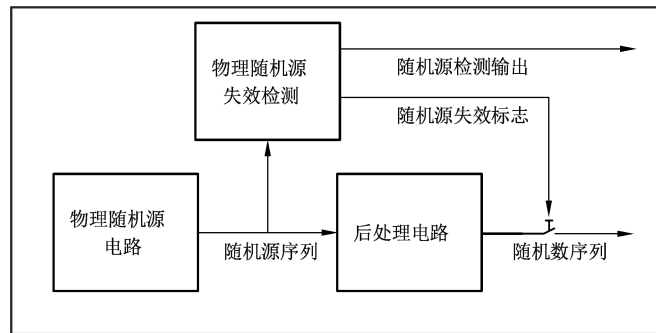 物理随机源
失效检测
随机源检测输出
随机源失效标志
物理随机源
电路
随机源序列
后处理电路
随机数序列